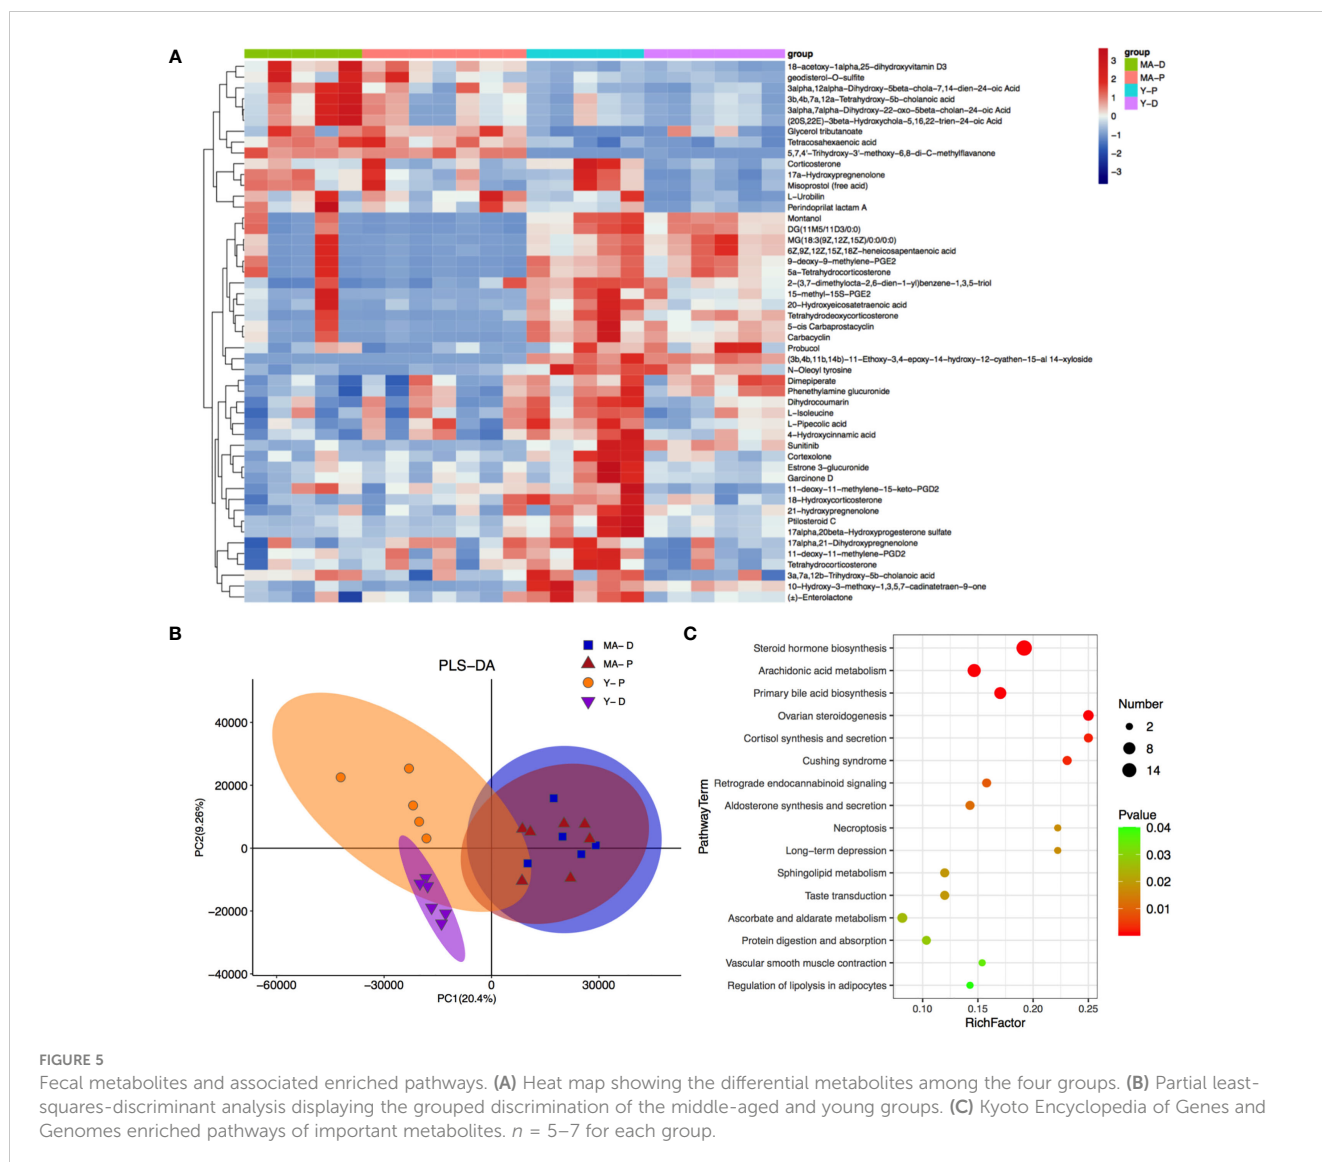 A
group
18-acetoxy-1alpha,25-dihydroxyvitamin D3
geodisterol-O-sulfite
3alpha,12alpha-Dihydroxy-5beta-chola-7,14-dien-24-oic Acid
3b,4b,7a,12a-Tetrahydroxy-5b-cholanoic acid
3alpha,7alpha-Dihydroxy-22-oxo-5beta-cholan-24-oic Acid
(20S,22E)-3beta-Hydroxychola-5,16,22-trien-24-oic Acid
Glycerol tributanoate
Tetracosahexaenoic acid
5,7,4'-Trihydroxy-3'-methoxy-6,8-di-C-methylflavanone
Corticosterone
17a-Hydroxypregnenolone
Misoprostol (free acid)
L-Urobilin
Perindoprilat lactam A
Montanol
DG(11M5/11D3/0:0)
MG(18:3(9Z,12Z,15Z)/0:0/0:0)
6Z,9Z,12Z,15Z,18Z-heneicosapentaenoic acid
9-deoxy-9-methylene-PGE2
5a-Tetrahydrocorticosterone
2-(3,7-dimethylocta-2,6-dien-1-yl)benzene-1,3,5-triol
15-methyl-15S-PGE2
20-Hydroxyeicosatetraenoic acid
Tetrahydrodeoxycorticosterone
5-cis Carbaprostacyclin
Carbacyclin
Probucol
(3b,4b,11b,14b)-11-Ethoxy-3,4-epoxy-14-hydroxy-12-cyathen-15-al 14-xyloside
N-Oleoyl tyrosine
Dimepiperate
Phenethylamine glucuronide
Dihydrocoumarin
L-Isoleucine
L-Pipecolic acid
4-Hydroxycinnamic acid
Sunitinib
Cortexolone
Estrone 3-glucuronide
Garcinone D
11-deoxy-11-methylene-15-keto-PGD2
18-Hydroxycorticosterone
21-hydroxypregnenolone
Ptilosteroid C
17alpha,20beta-Hydroxyprogesterone sulfate
17alpha,21-Dihydroxypregnenolone
11-deoxy-11-methylene-PGD2
Tetrahydrocorticosterone
3a,7a,12b-Trihydroxy-5b-cholanoic acid
10-Hydroxy-3-methoxy-1,3,5,7-cadinatetraen-9-one
(±)-Enterolactone
3
2
1
0
-1
-2
-3
group
MA-D
MA-P
Y-P
Y-D
B
PLS-DA
MA- D
MA- P
Y- P
Y- D
PC2(9.26%)
40000
20000
0
-20000
-40000
-60000
-30000
0
30000
PC1(20.4%)
C
PathwayTerm
Steroid hormone biosynthesis
Arachidonic acid metabolism
Primary bile acid biosynthesis
Ovarian steroidogenesis
Cortisol synthesis and secretion
Cushing syndrome
Retrograde endocannabinoid signaling
Aldosterone synthesis and secretion
Necroptosis
Long-term depression
Sphingolipid metabolism
Taste transduction
Ascorbate and aldarate metabolism
Protein digestion and absorption
Vascular smooth muscle contraction
Regulation of lipolysis in adipocytes
0.10
0.15
0.20
0.25
RichFactor
Number
2
8
14
Pvalue
0.04
0.03
0.02
0.01
FIGURE 5
Fecal metabolites and associated enriched pathways. (A) Heat map showing the differential metabolites among the four groups. (B) Partial least-
squares-discriminant analysis displaying the grouped discrimination of the middle-aged and young groups. (C) Kyoto Encyclopedia of Genes and
Genomes enriched pathways of important metabolites. n = 5–7 for each group.